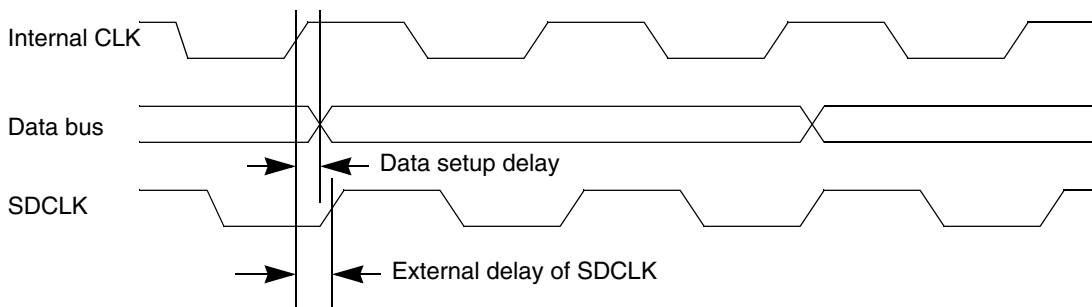 Internal CLK
Data bus
Data setup delay
SDCLK
External delay of SDCLK